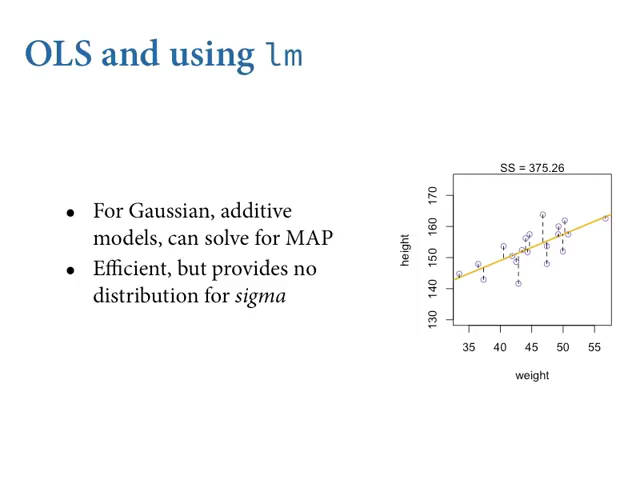 OLS and using lm
• For Gaussian, additive
models, can solve for MAP
• Efficient, but provides no
distribution for sigma
SS = 375.26
height
170
160
150
140
130
35 40 45 50 55
weight